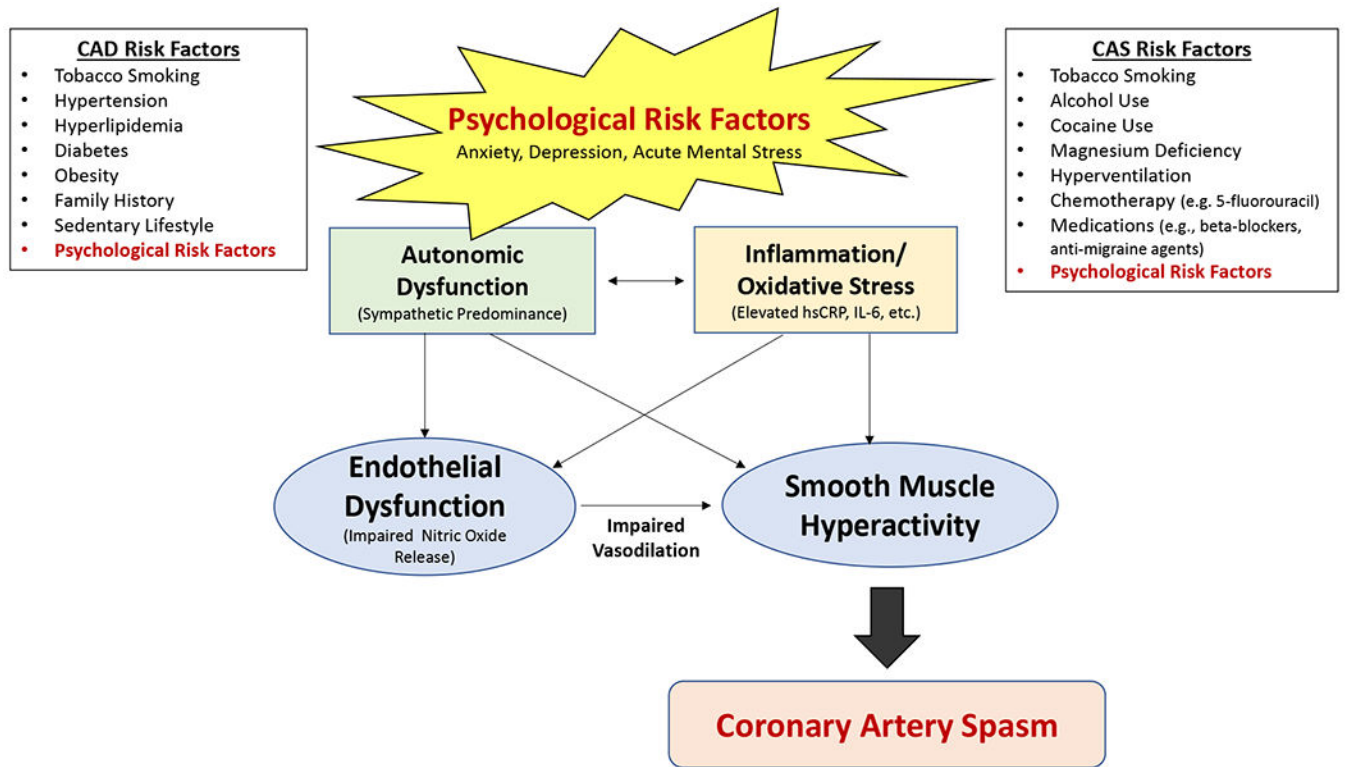 CAD Risk Factors
• Tobacco Smoking
• Hypertension
• Hyperlipidemia
• Diabetes
• Obesity
• Family History
• Sedentary Lifestyle
• Psychological Risk Factors
Psychological Risk Factors
Anxiety, Depression, Acute Mental Stress
CAS Risk Factors
• Tobacco Smoking
• Alcohol Use
• Cocaine Use
• Magnesium Deficiency
• Hyperventilation
• Chemotherapy (e.g. 5-fluorouracil)
• Medications (e.g., beta-blockers,
anti-migraine agents)
• Psychological Risk Factors
Autonomic
Dysfunction
(Sympathetic Predominance)
Inflammation/
Oxidative Stress
(Elevated hsCRP, IL-6, etc.)
Endothelial
Dysfunction
(Impaired Nitric Oxide
Release)
Impaired
Vasodilation
Smooth Muscle
Hyperactivity
Coronary Artery Spasm